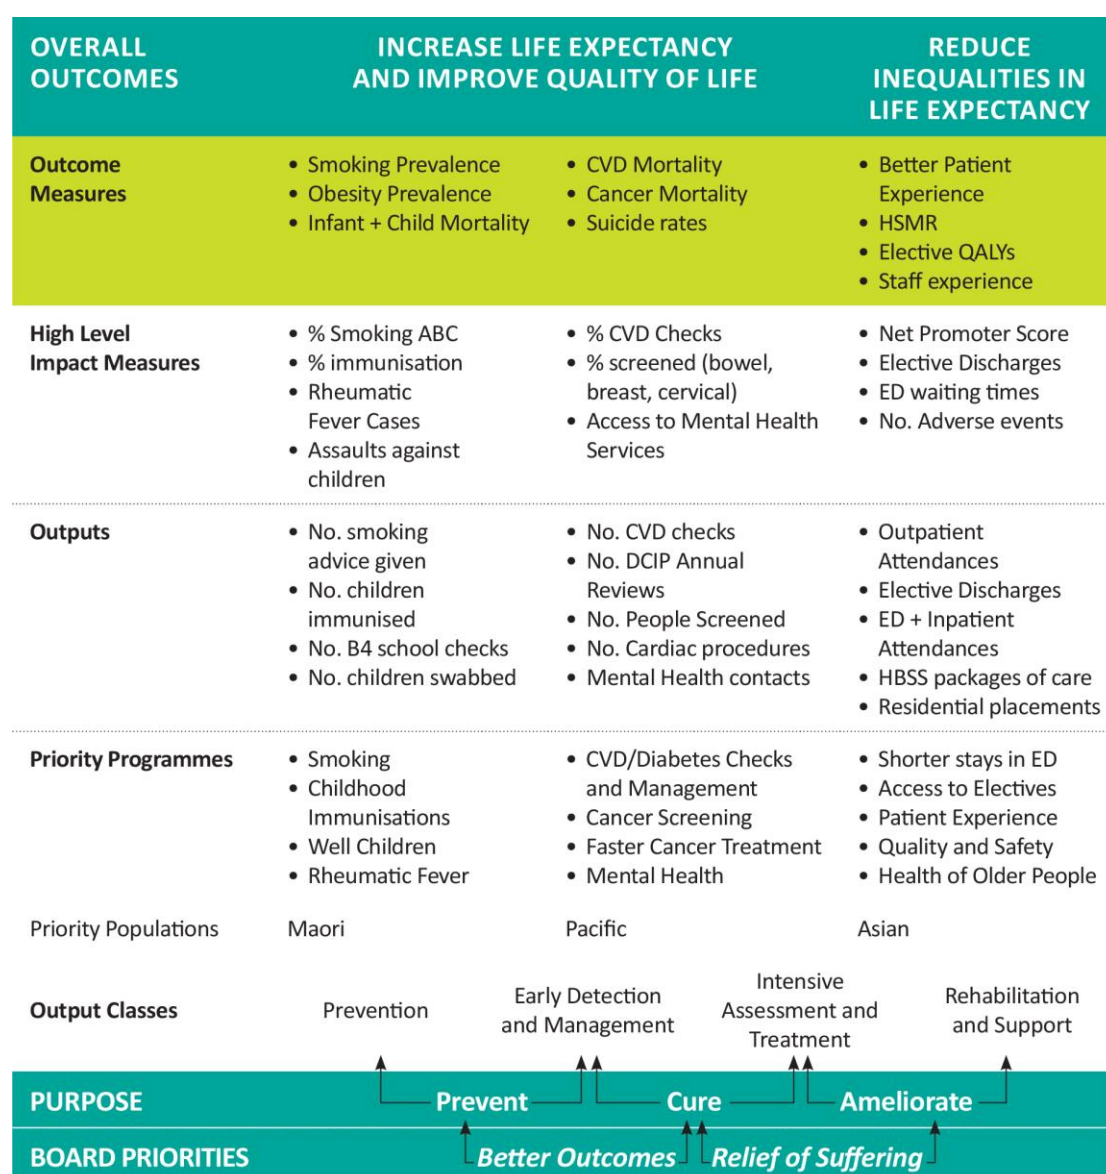 OVERALL
OUTCOMES
INCREASE LIFE EXPECTANCY
AND IMPROVE QUALITY OF LIFE
REDUCE
INEQUALITIES IN
LIFE EXPECTANCY
Outcome
Measures
• Smoking Prevalence
• Obesity Prevalence
• Infant + Child Mortality
• CVD Mortality
• Cancer Mortality
• Suicide rates
• Better Patient
Experience
• HSMR
• Elective QALYs
• Staff experience
High Level
Impact Measures
• % Smoking ABC
• % immunisation
• Rheumatic
Fever Cases
• Assaults against
children
• % CVD Checks
• % screened (bowel,
breast, cervical)
• Access to Mental Health
Services
• Net Promoter Score
• Elective Discharges
• ED waiting times
• No. Adverse events
Outputs
• No. smoking
advice given
• No. children
immunised
• No. B4 school checks
• No. children swabbed
• No. CVD checks
• No. DCIP Annual
Reviews
• No. People Screened
• No. Cardiac procedures
• Mental Health contacts
• Outpatient
Attendances
• Elective Discharges
• ED + Inpatient
Attendances
• HBSS packages of care
• Residential placements
Priority Programmes
• Smoking
• Childhood
Immunisations
• Well Children
• Rheumatic Fever
• CVD/Diabetes Checks
and Management
• Cancer Screening
• Faster Cancer Treatment
• Mental Health
• Shorter stays in ED
• Access to Electives
• Patient Experience
• Quality and Safety
• Health of Older People
Priority Populations
Maori
Pacific
Asian
Output Classes
Prevention
Early Detection
and Management
Intensive
Assessment and
Treatment
Rehabilitation
and Support
PURPOSE
Prevent
Cure
Ameliorate
BOARD PRIORITIES
Better Outcomes
Relief of Suffering